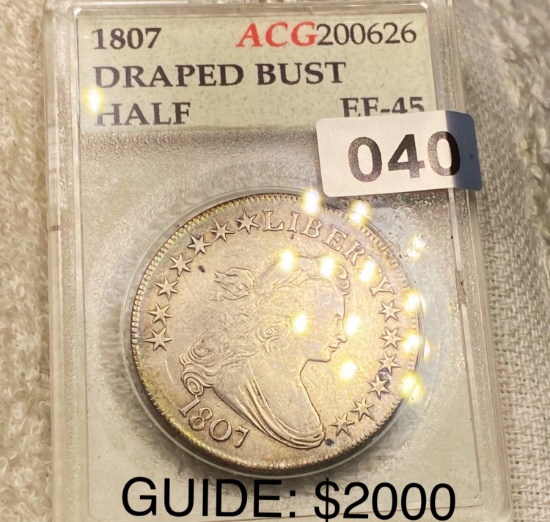 1807 ACG200626
DRAPED BUST
HALF EF-45
040
LIBERTY
1807
GUIDE: $2000